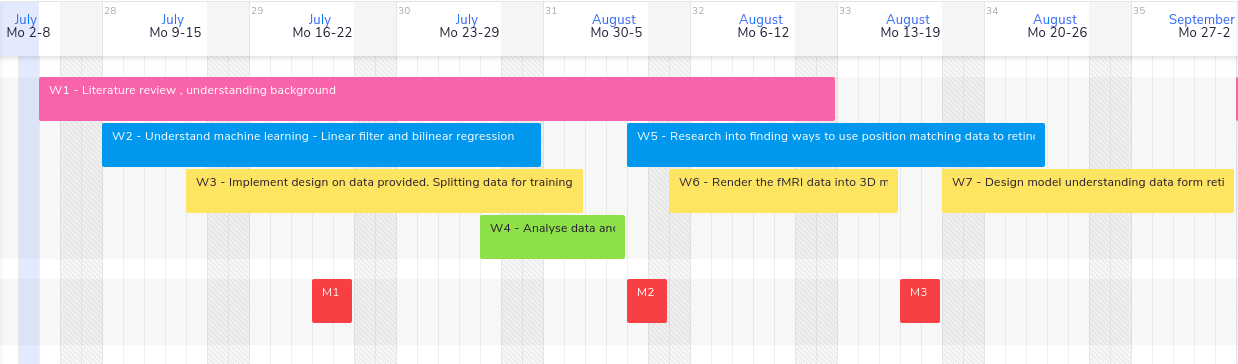 28 29 30 31 32 33 34 35
July July July July August August August August September
Mo 2-8 Mo 9-15 Mo 16-22 Mo 23-29 Mo 30-5 Mo 6-12 Mo 13-19 Mo 20-26 Mo 27-2
W1 - Literature review , understanding background
W2 - Understand machine learning - Linear filter and bilinear regression
W5 - Research into finding ways to use position matching data to retino
W3 - Implement design on data provided. Splitting data for training
W6 - Render the fMRI data into 3D m
W7 - Design model understanding data form reti
W4 - Analyse data and
M1 M2 M3